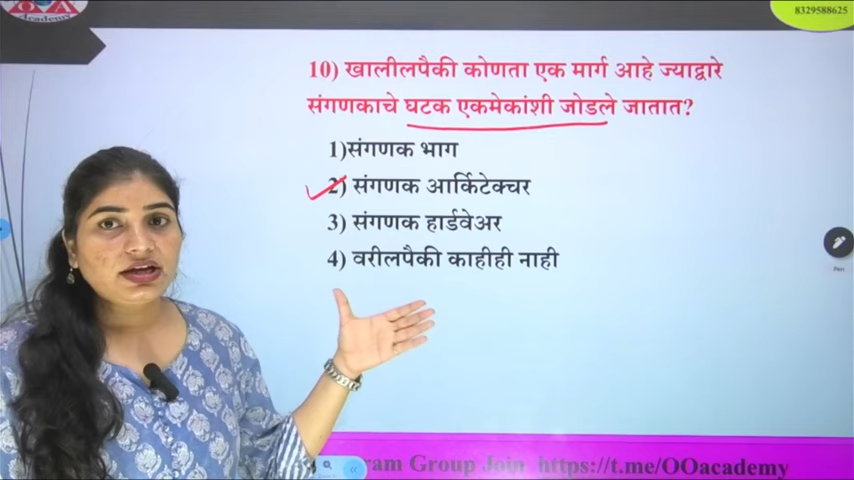 Academy
8329588625
10) खालीलपैकी कोणता एक मार्ग आहे ज्याद्वारे
संगणकाचे घटक एकमेकांशी जोडले जातात?
1)संगणक भाग
2) संगणक आर्किटेक्चर
3) संगणक हार्डवेअर
4) वरीलपैकी काहीही नाही
Pen
Group Join https://t.me/OOacademy